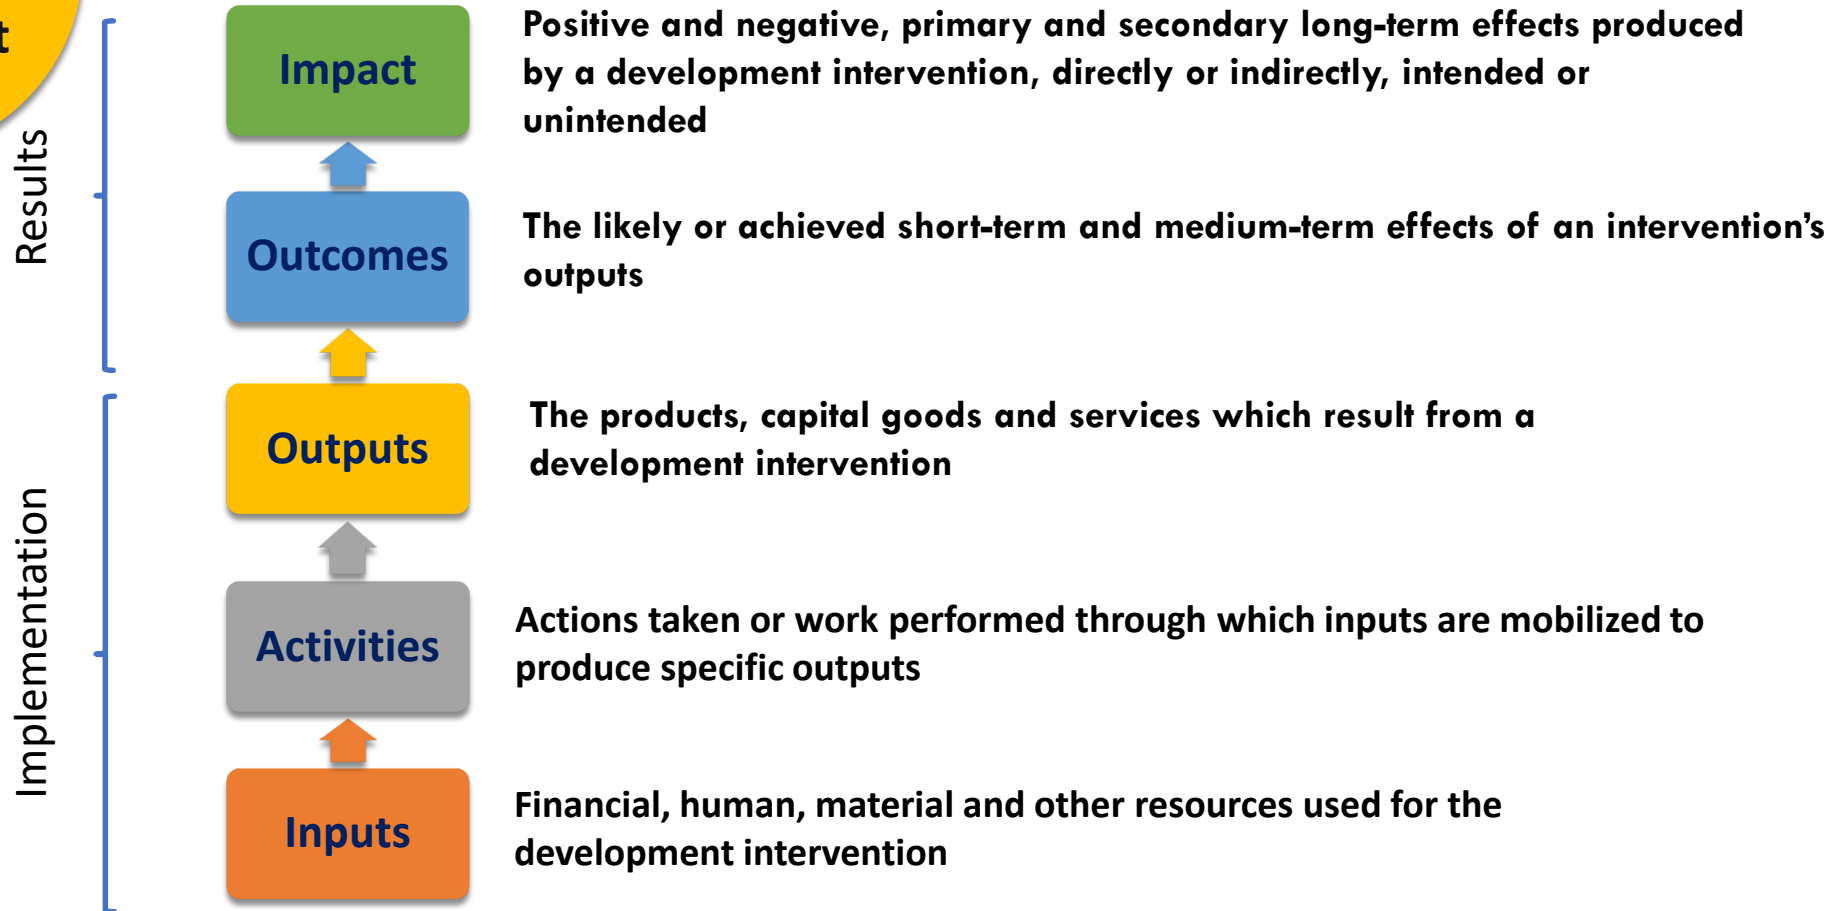 t
Results
Impact
Positive and negative, primary and secondary long-term effects produced
by a development intervention, directly or indirectly, intended or
unintended
Outcomes
The likely or achieved short-term and medium-term effects of an intervention’s
outputs
Implementation
Outputs
The products, capital goods and services which result from a
development intervention
Activities
Actions taken or work performed through which inputs are mobilized to
produce specific outputs
Inputs
Financial, human, material and other resources used for the
development intervention